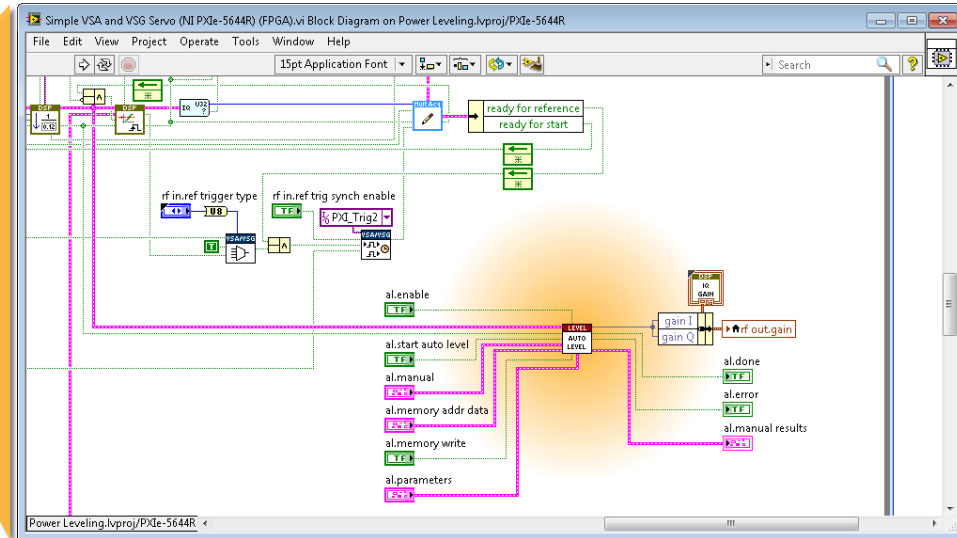 Simple VSA and VSG Servo (NI PXIe-5644R) (FPGA).vi Block Diagram on Power Leveling.lvproj/PXIe-5644R
File Edit View Project Operate Tools Window Help
15pt Application Font
Search
?
DSP
1
0.12
DSP
IQ U32
?
ready for reference
ready for start
rf in.ref trigger type
rf in.ref trig synch enable
U8
TF
PXI_Trig2
T
VSA/VSG
VSA/VSG
DSP
IQ
GAIN
al.enable
TF
LEVEL
AUTO
LEVEL
gain I
gain Q
rf out.gain
al.start auto level
TF
al.done
TF
al.manual
al.error
TF
al.memory addr data
al.manual results
al.memory write
TF
al.parameters
Power Leveling.lvproj/PXIe-5644R